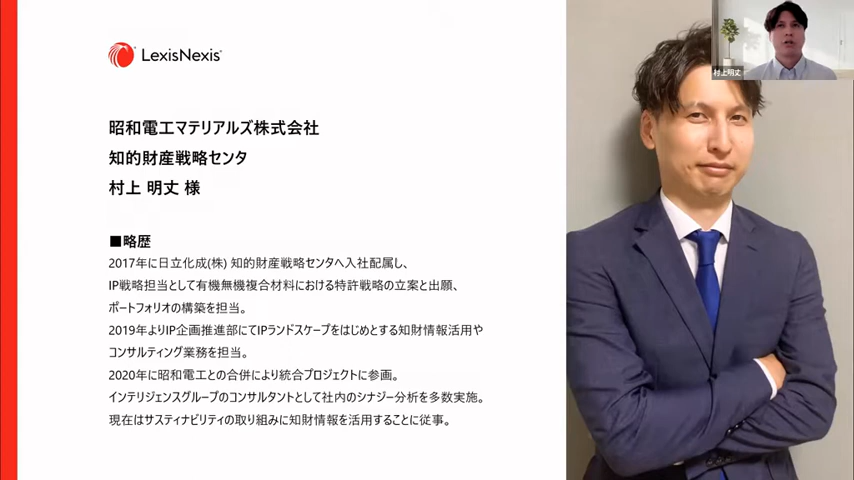 LexisNexis®
村上明丈
昭和電工マテリアルズ株式会社
知的財産戦略センタ
村上 明丈 様
■略歴
2017年に日立化成(株) 知的財産戦略センタへ入社配属し、
IP戦略担当として有機無機複合材料における特許戦略の立案と出願、
ポートフォリオの構築を担当。
2019年よりIP企画推進部にてIPランドスケープをはじめとする知財情報活用や
コンサルティング業務を担当。
2020年に昭和電工との合併により統合プロジェクトに参画。
インテリジェンスグループのコンサルタントとして社内のシナジー分析を多数実施。
現在はサスティナビリティの取り組みに知財情報を活用することに従事。